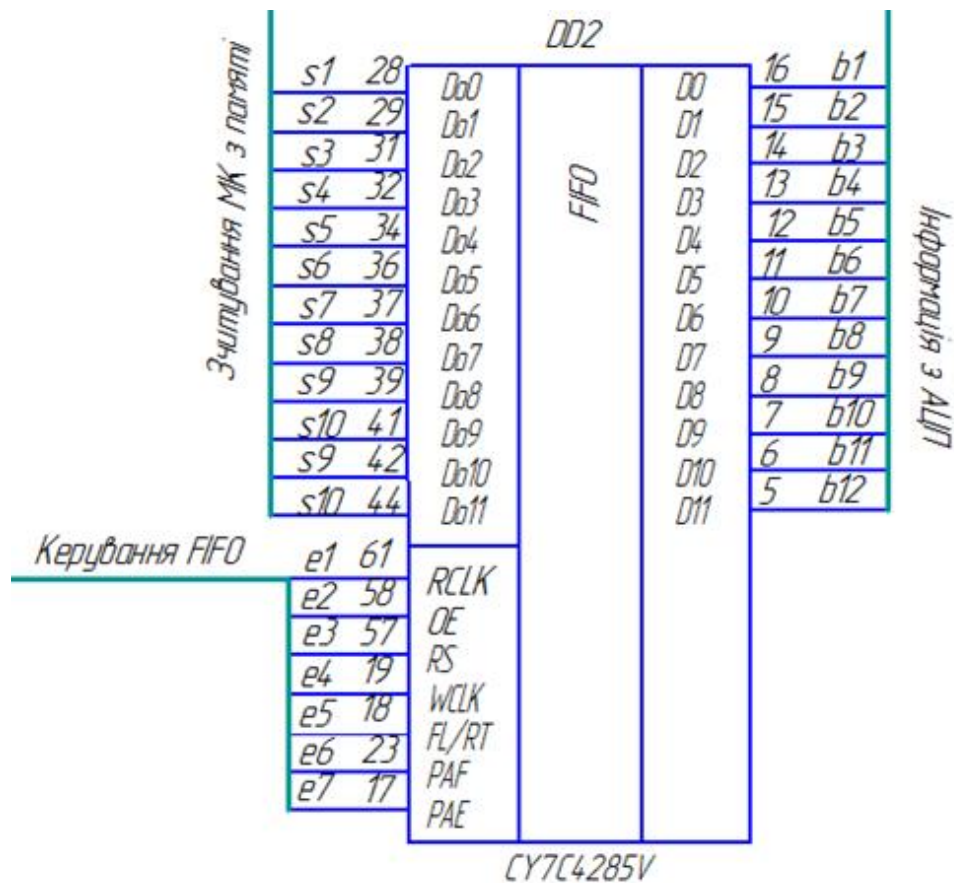 DD2
s1 28 Do0 D0 16 b1
s2 29 Do1 D1 15 b2
s3 31 Do2 D2 14 b3
s4 32 Do3 D3 13 b4
s5 34 Do4 D4 12 b5
s6 36 Do5 D5 11 b6
s7 37 Do6 D6 10 b7
s8 38 Do7 D7 9 b8
s9 39 Do8 D8 8 b9
s10 41 Do9 D9 7 b10
s9 42 Do10 D10 6 b11
s10 44 Do11 D11 5 b12
FIFO
Зчитування МК з памяті
Інформація з АЦП
Керування FIFO
e1 61 RCLK
e2 58 OE
e3 57 RS
e4 19 WCLK
e5 18 FL/RT
e6 23 PAF
e7 17 PAE
CY7C4285V